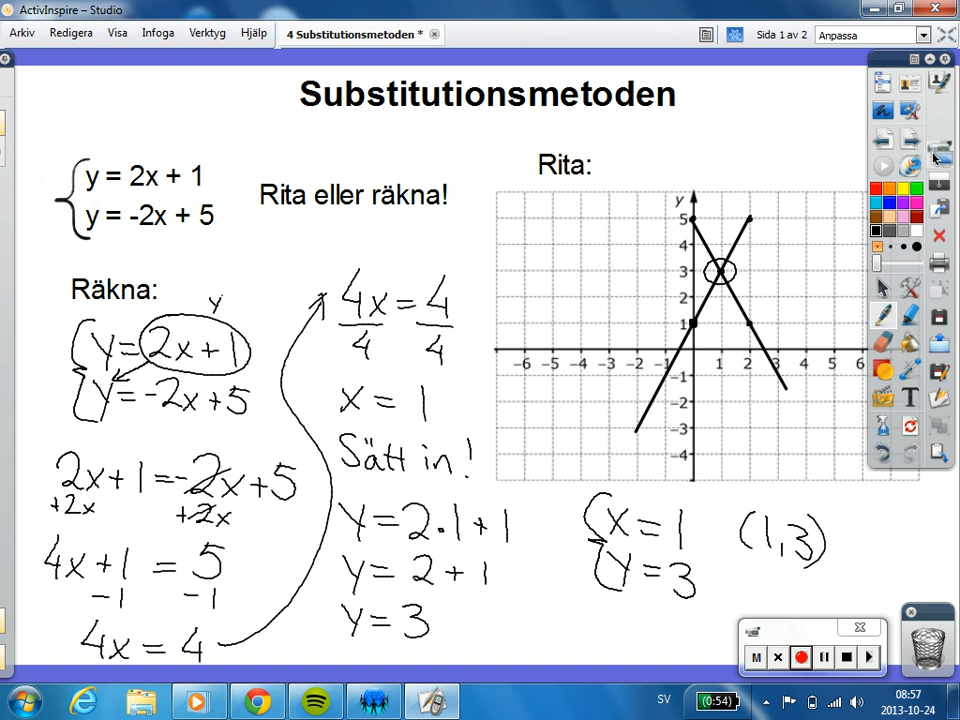 ActivInspire – Studio
Arkiv Redigera Visa Infoga Verktyg Hjälp
4 Substitutionsmetoden *
Sida 1 av 2
Anpassa
Substitutionsmetoden
y = 2x + 1
y = -2x + 5
Rita eller räkna!
Rita:
y
5
4
3
2
1
-6 -5 -4 -3 -2 -1 1 2 3 4 5 6
-1
-2
-3
-4
Räkna:
y
y = 2x + 1
y = -2x + 5
2x + 1 = -2x + 5
+2x +2x
4x + 1 = 5
-1 -1
4x = 4
4x = 4
4 4
x = 1
Sätt in!
y = 2·1 + 1
y = 2 + 1
y = 3
x = 1
y = 3
(1,3)
M
T
SV
(0:54)
08:57
2013-10-24